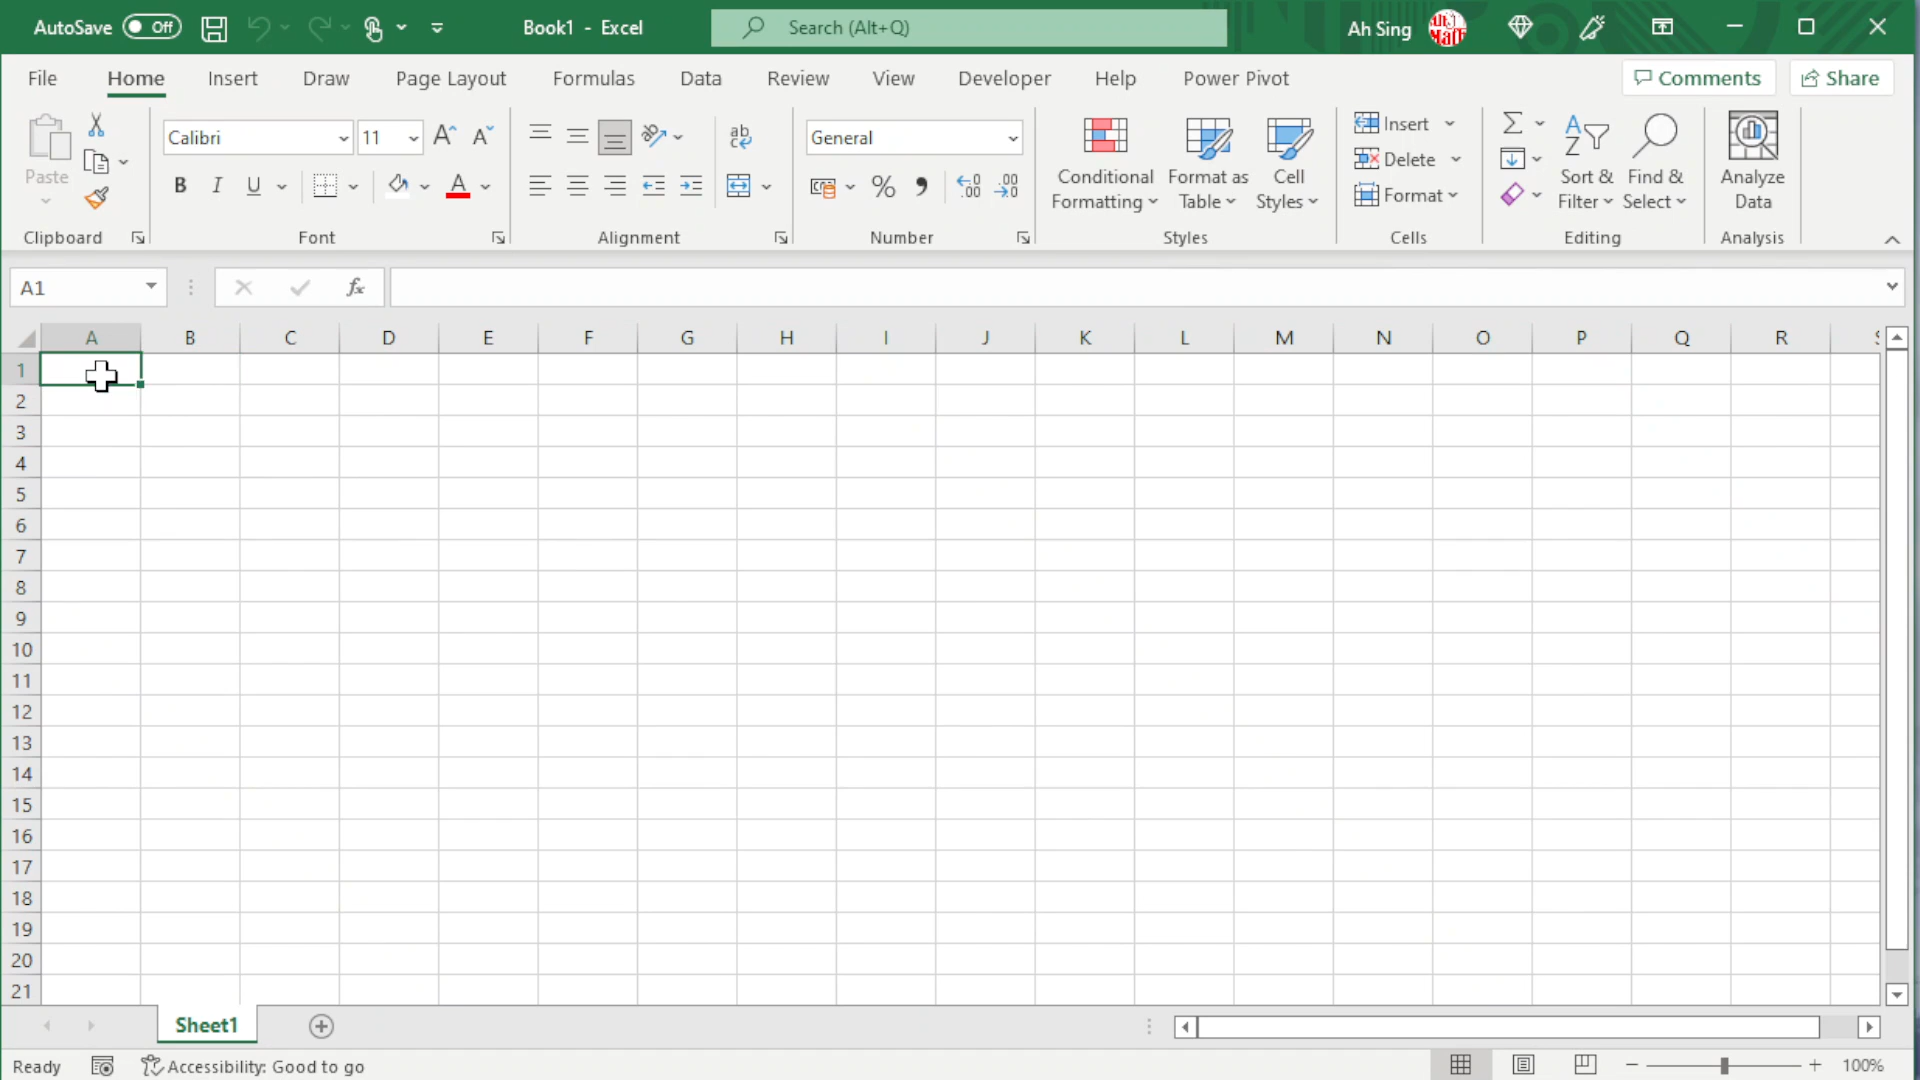 AutoSave Off Book1 - Excel Search (Alt+Q) Ah Sing
File Home Insert Draw Page Layout Formulas Data Review View Developer Help Power Pivot Comments Share
Paste
Clipboard
Calibri 11
B I U A
Font
ab
Alignment
General
% .00 .00
Number
Conditional Formatting
Format as Table
Cell Styles
Styles
Insert
Delete
Format
Cells
Sort & Filter
Find & Select
Editing
Analyze Data
Analysis
A1 fx
A B C D E F G H I J K L M N O P Q R
1
2
3
4
5
6
7
8
9
10
11
12
13
14
15
16
17
18
19
20
21
Sheet1
Ready Accessibility: Good to go 100%